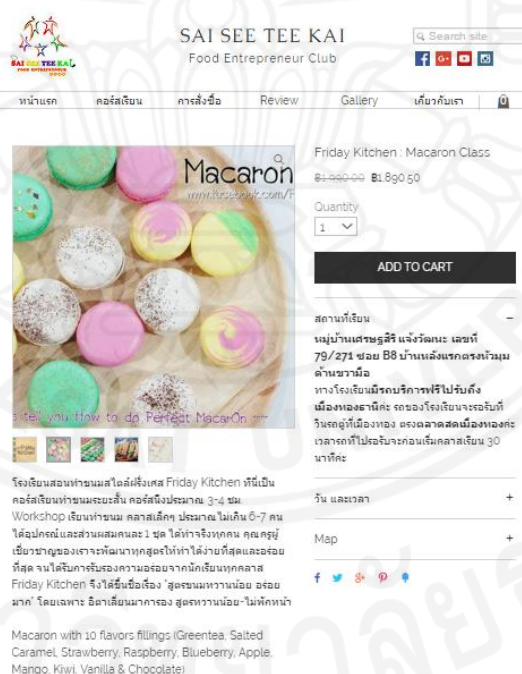 SAI SEE TEE KAI
FOOD ENTREPRENEUR
SAI SEE TEE KAI
Food Entrepreneur Club
Search site
หน้าแรก คอร์สเรียน การสั่งซื้อ Review Gallery เกี่ยวกับเรา 0
Macaron
www.facebook.com/F
tell you How to do Perfect MacarOn
Friday Kitchen : Macaron Class
฿1,990.00 ฿1,890.50
Quantity
1
ADD TO CART
สถานที่เรียน −
หมู่บ้านเศรษฐสิริ แจ้งวัฒนะ เลขที่
79/271 ซอย B8 บ้านหลังแรกตรงหัวมุม
ด้านขวามือ
ทางโรงเรียนมีรถบริการฟรีไปรับถึง
เมืองทองธานีค่ะ รถของโรงเรียนจะรอรับที่
วินรถตู้ที่เมืองทอง ตรงตลาดสดเมืองทองค่ะ
เวลารถที่ไปรอรับจะก่อนเริ่มคลาสเรียน 30
นาทีค่ะ
วัน และเวลา +
Map +
โรงเรียนสอนทำขนมสไตล์ฝรั่งเศส Friday Kitchen ที่นี่เป็น
คอร์สเรียนทำขนมระยะสั้น คอร์สนึงประมาณ 3-4 ชม
Workshop เรียนทำขนม คลาสเล็กๆ ประมาณไม่เกิน 6-7 คน
ได้อุปกรณ์และส่วนผสมคนละ 1 ชุด ได้ทำจริงทุกคน คุณครูผู้
เชี่ยวชาญของเราจะพัฒนาทุกสูตรให้ทำได้ง่ายที่สุดและอร่อย
ที่สุด จนได้รับการรับรองความอร่อยจากนักเรียนทุกคลาส
Friday Kitchen จึงได้ขึ้นชื่อเรื่อง "สูตรขนมหวานน้อย อร่อย
มาก" โดยเฉพาะ อิตาเลี่ยนมาการอง สูตรหวานน้อย-ไม่พักหน้า
Macaron with 10 flavors fillings (Greentea, Salted
Caramel, Strawberry, Raspberry, Blueberry, Apple,
Mango, Kiwi, Vanilla & Chocolate)